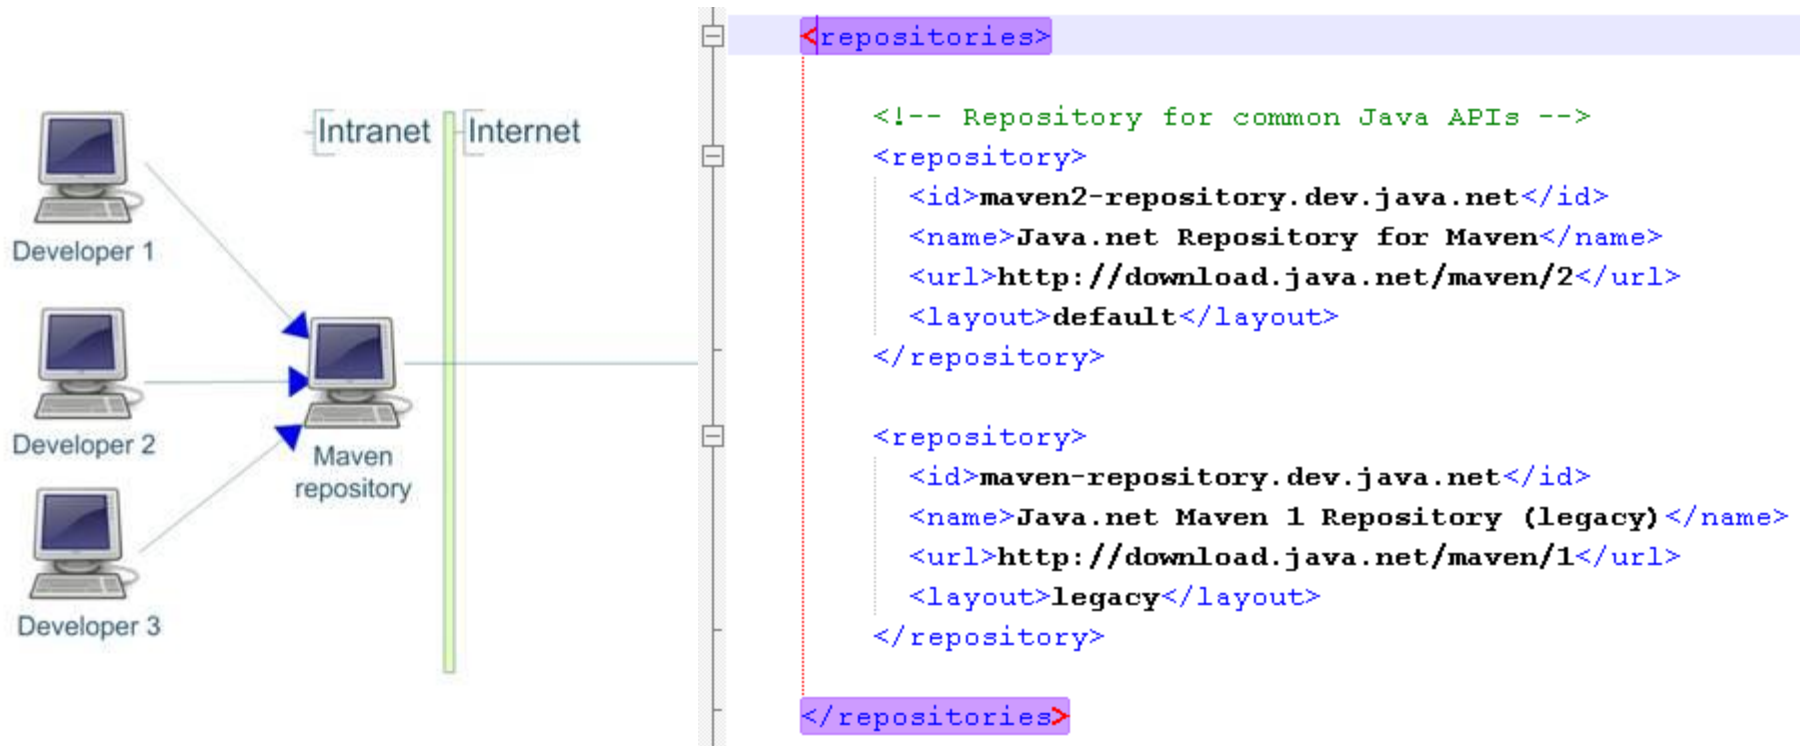 Intranet
Internet
Developer 1
Developer 2
Maven
repository
Developer 3
<repositories>
<!-- Repository for common Java APIs -->
<repository>
<id>maven2-repository.dev.java.net</id>
<name>Java.net Repository for Maven</name>
<url>http://download.java.net/maven/2</url>
<layout>default</layout>
</repository>
<repository>
<id>maven-repository.dev.java.net</id>
<name>Java.net Maven 1 Repository (legacy)</name>
<url>http://download.java.net/maven/1</url>
<layout>legacy</layout>
</repository>
</repositories>